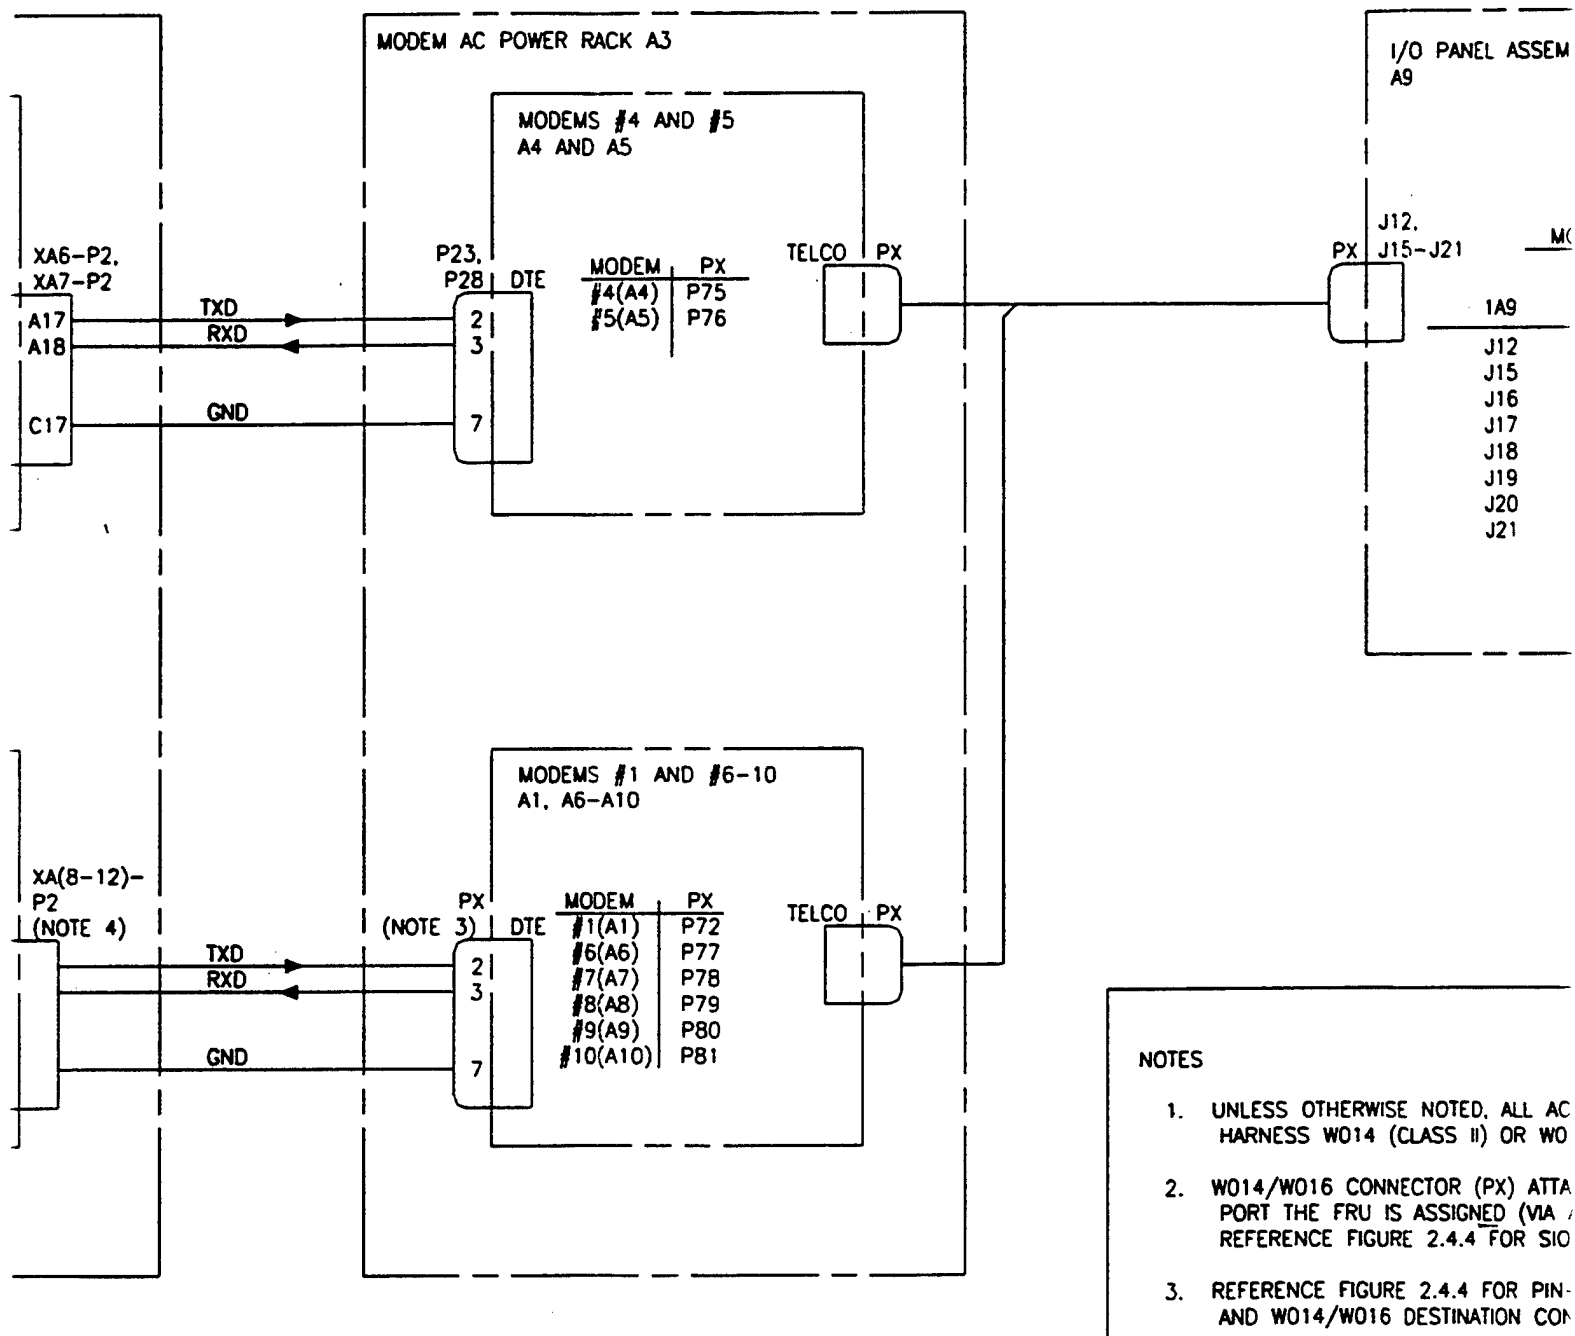 MODEM AC POWER RACK A3
I/O PANEL ASSEM
A9
MODEMS #4 AND #5
A4 AND A5
XA6-P2,
XA7-P2
A17
A18
C17
TXD
RXD
GND
P23,
P28
DTE
2
3
7
MODEM PX
#4(A4) P75
#5(A5) P76
TELCO PX
PX
J12,
J15-J21
1A9
J12
J15
J16
J17
J18
J19
J20
J21
MODEMS #1 AND #6-10
A1, A6-A10
XA(8-12)-
P2
(NOTE 4)
TXD
RXD
GND
PX
(NOTE 3)
DTE
2
3
7
MODEM PX
#1(A1) P72
#6(A6) P77
#7(A7) P78
#8(A8) P79
#9(A9) P80
#10(A10) P81
TELCO PX
NOTES
1. UNLESS OTHERWISE NOTED, ALL AC
HARNESS W014 (CLASS II) OR W0
2. W014/W016 CONNECTOR (PX) ATTA
PORT THE FRU IS ASSIGNED (VIA
REFERENCE FIGURE 2.4.4 FOR SIO
3. REFERENCE FIGURE 2.4.4 FOR PIN-
AND W014/W016 DESTINATION CON